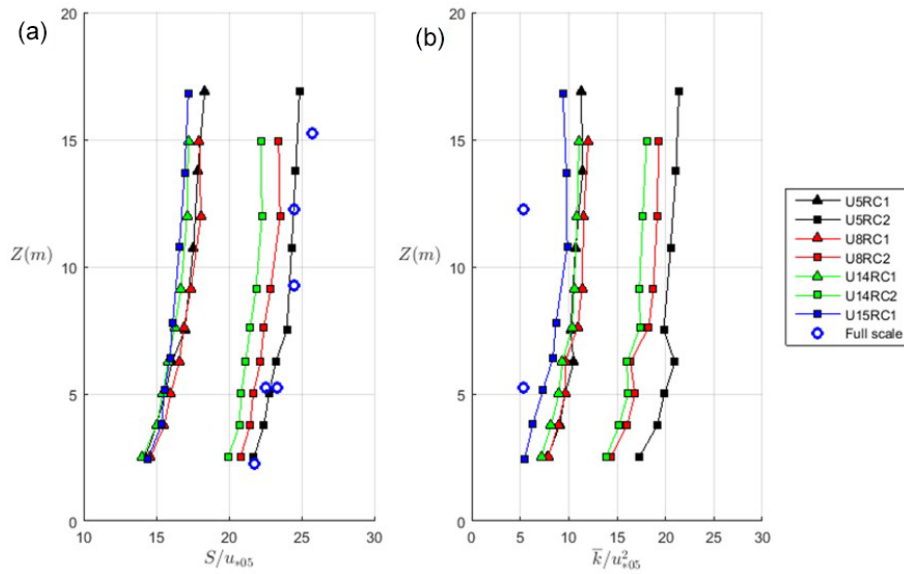 (a)
20
15
Z(m)
10
5
0
10 15 20 25 30
S/u*05
(b)
20
15
Z(m)
10
5
0
0 5 10 15 20 25 30
k̅/u²*05
U5RC1
U5RC2
U8RC1
U8RC2
U14RC1
U14RC2
U15RC1
Full scale